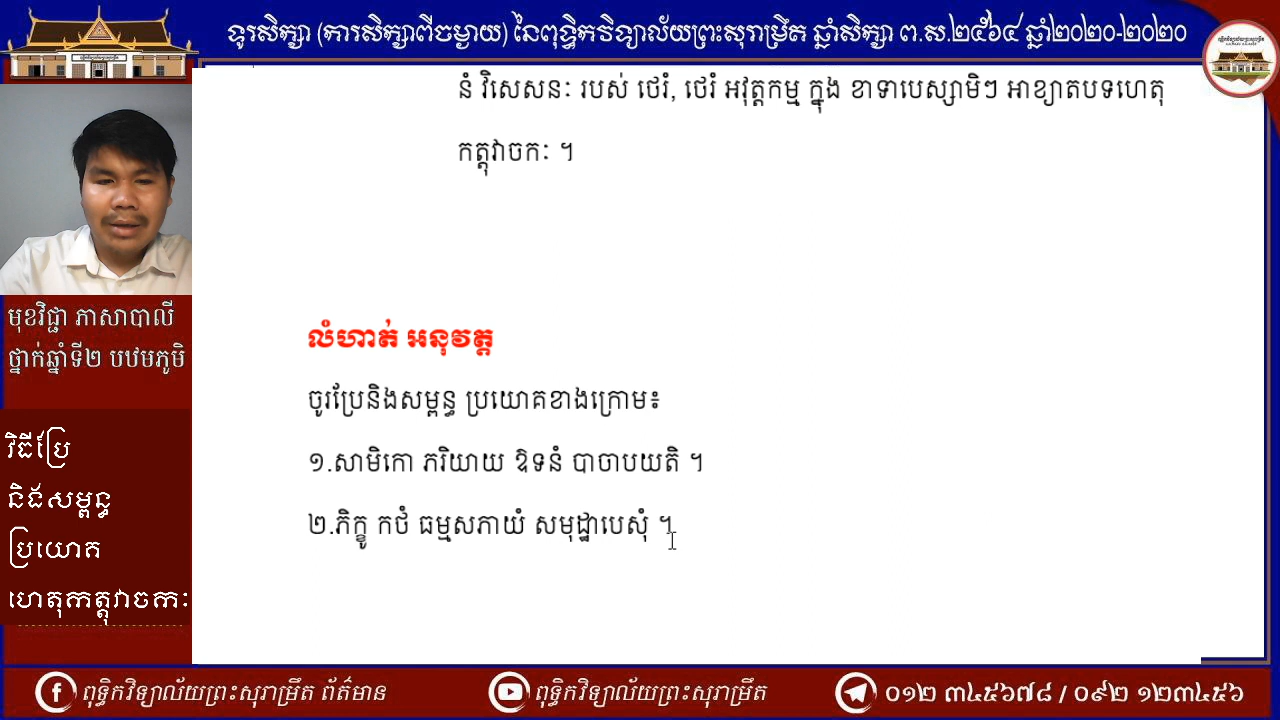 ទូរសិក្សា (ការសិក្សាពីចម្ងាយ) នៃពុទ្ធិកវិទ្យាល័យព្រះសុរាម្រឹត ឆ្នាំសិក្សា ព.ស.២៥៦៤ ឆ្នាំ២០២០-២០២០
នំ វិសេសនៈ របស់ ថេរំ, ថេរំ អវុត្តកម្ម ក្នុង ខាទាបេស្សាមិៗ អាខ្យាតបទហេតុ
កត្តុវាចកៈ ។
លំហាត់ អនុវត្ត
ចូរប្រែនិងសម្ពន្ធ ប្រយោគខាងក្រោម៖
១.សាមិកោ ភរិយាយ ឱទនំ បាចាបយតិ ។
២.ភិក្ខូ កថំ ធម្មសភាយំ សមុដ្ឋាបេសុំ ។
មុខវិជ្ជា ភាសាបាលី
ថ្នាក់ឆ្នាំទី២ បឋមភូមិ
វិធីប្រែ
និងសម្ពន្ធ
ប្រយោគ
ហេតុកត្តុវាចកៈ
ពុទ្ធិកវិទ្យាល័យព្រះសុរាម្រឹត ព័ត៌មាន
ពុទ្ធិកវិទ្យាល័យព្រះសុរាម្រឹត
០១២ ៣៤៥៦៧៨ / ០៩២ ១២៣៤៥៦